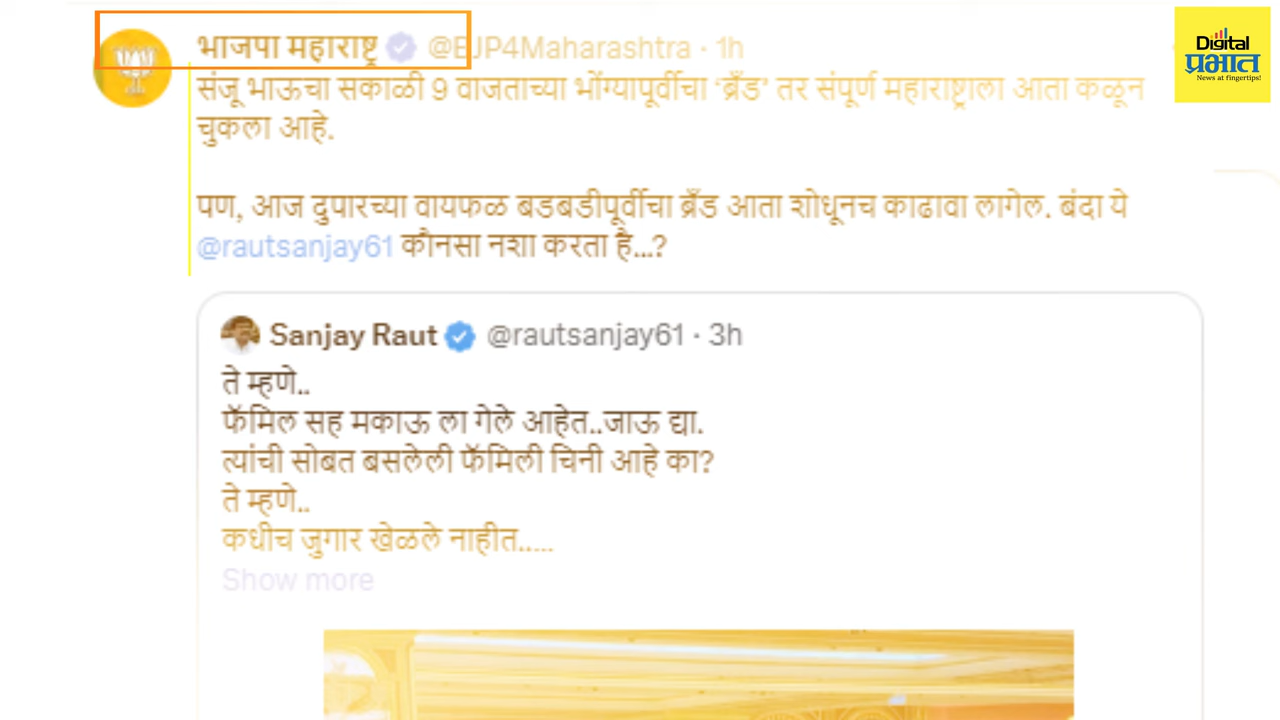 भाजपा महाराष्ट्र @BJP4Maharashtra · 1h
संजू भाऊचा सकाळी 9 वाजताच्या भोंग्यापूर्वीचा ‘ब्रँड’ तर संपूर्ण महाराष्ट्राला आता कळून
चुकला आहे.
पण, आज दुपारच्या वायफळ बडबडीपूर्वीचा ब्रँड आता शोधूनच काढावा लागेल. बंदा ये
@rautsanjay61 कौनसा नशा करता है...?
Sanjay Raut @rautsanjay61 · 3h
ते म्हणे..
फॅमिल सह मकाऊ ला गेले आहेत..जाऊ द्या.
त्यांची सोबत बसलेली फॅमिली चिनी आहे का?
ते म्हणे..
कधीच जुगार खेळले नाहीत.....
Show more
Digital
प्रभात
News at fingertips!